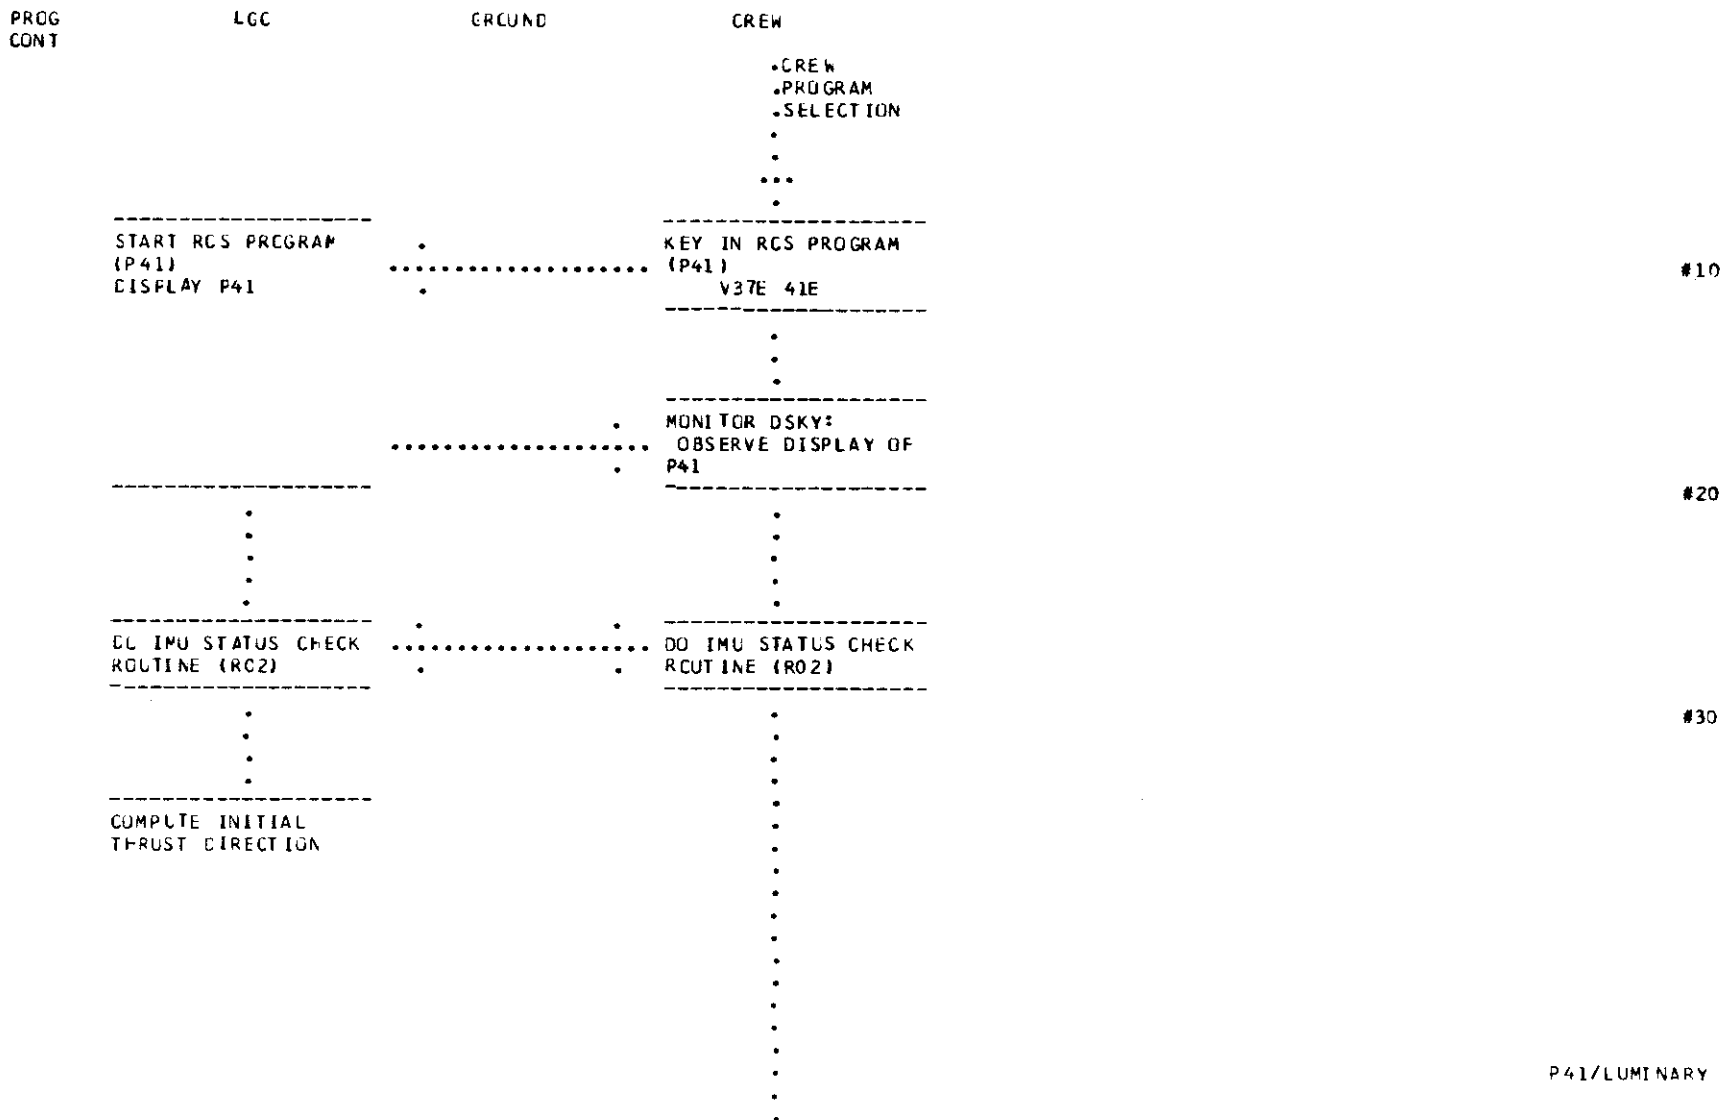 PROG LGC GROUND CREW
CONT
.CREW
.PROGRAM
.SELECTION
START RCS PROGRAM
(P41)
DISPLAY P41
KEY IN RCS PROGRAM
(P41)
V37E 41E
#10
MONITOR DSKY:
OBSERVE DISPLAY OF
P41
#20
DO IMU STATUS CHECK
ROUTINE (R02)
DO IMU STATUS CHECK
ROUTINE (R02)
#30
COMPUTE INITIAL
THRUST DIRECTION
P41/LUMINARY